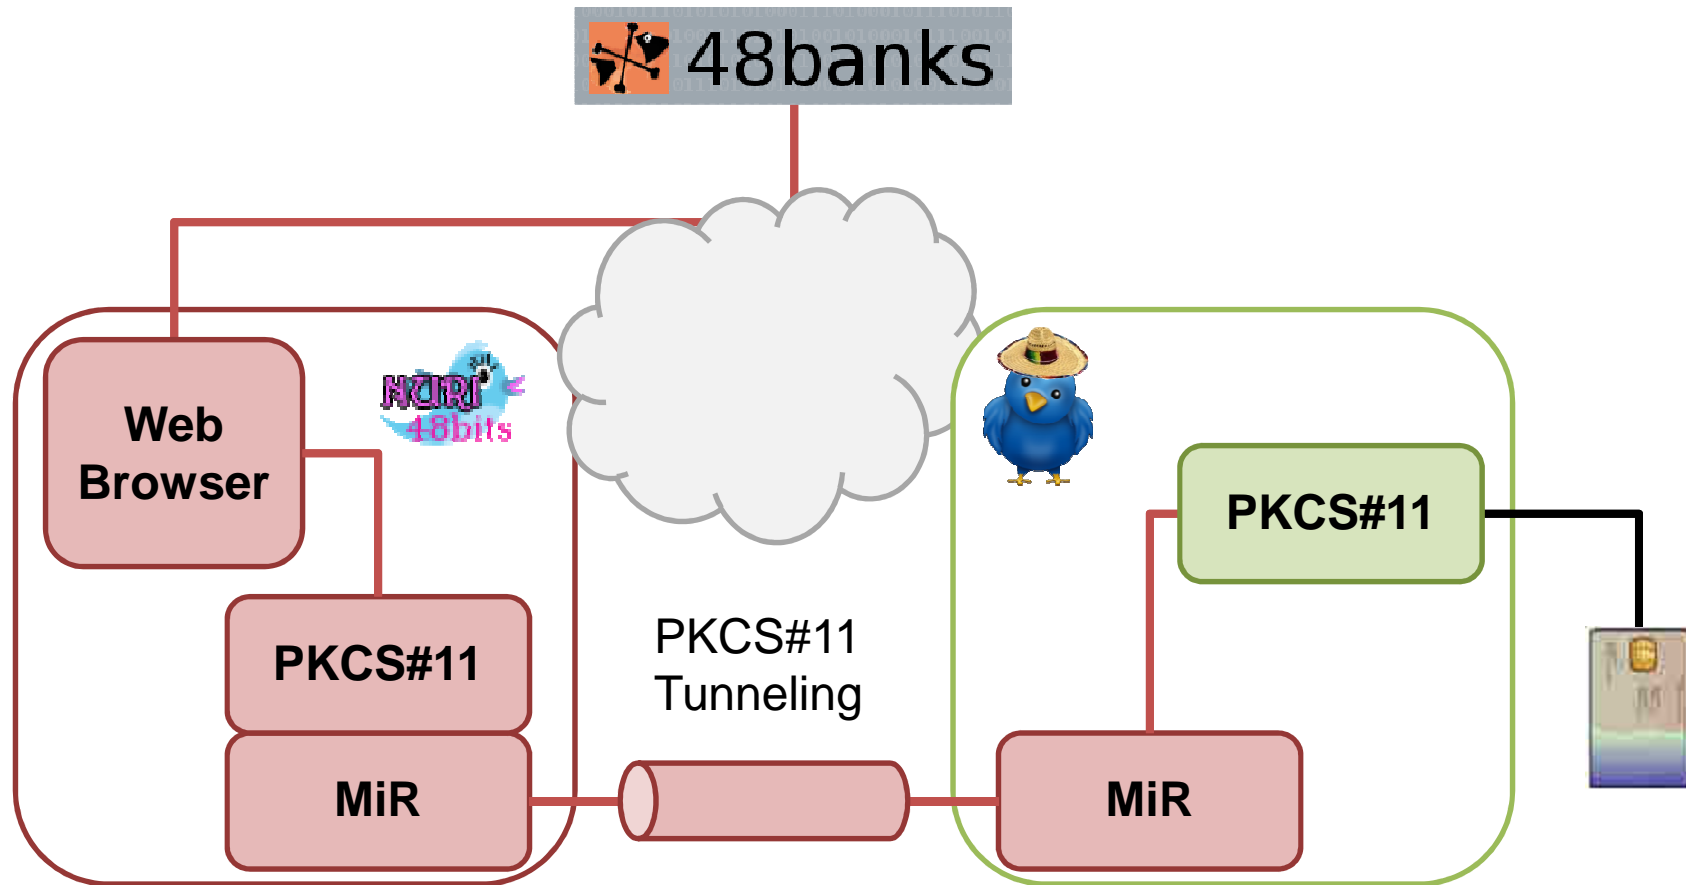 48banks
NURI
48bits
Web
Browser
PKCS#11
PKCS#11
PKCS#11
Tunneling
MiR
MiR